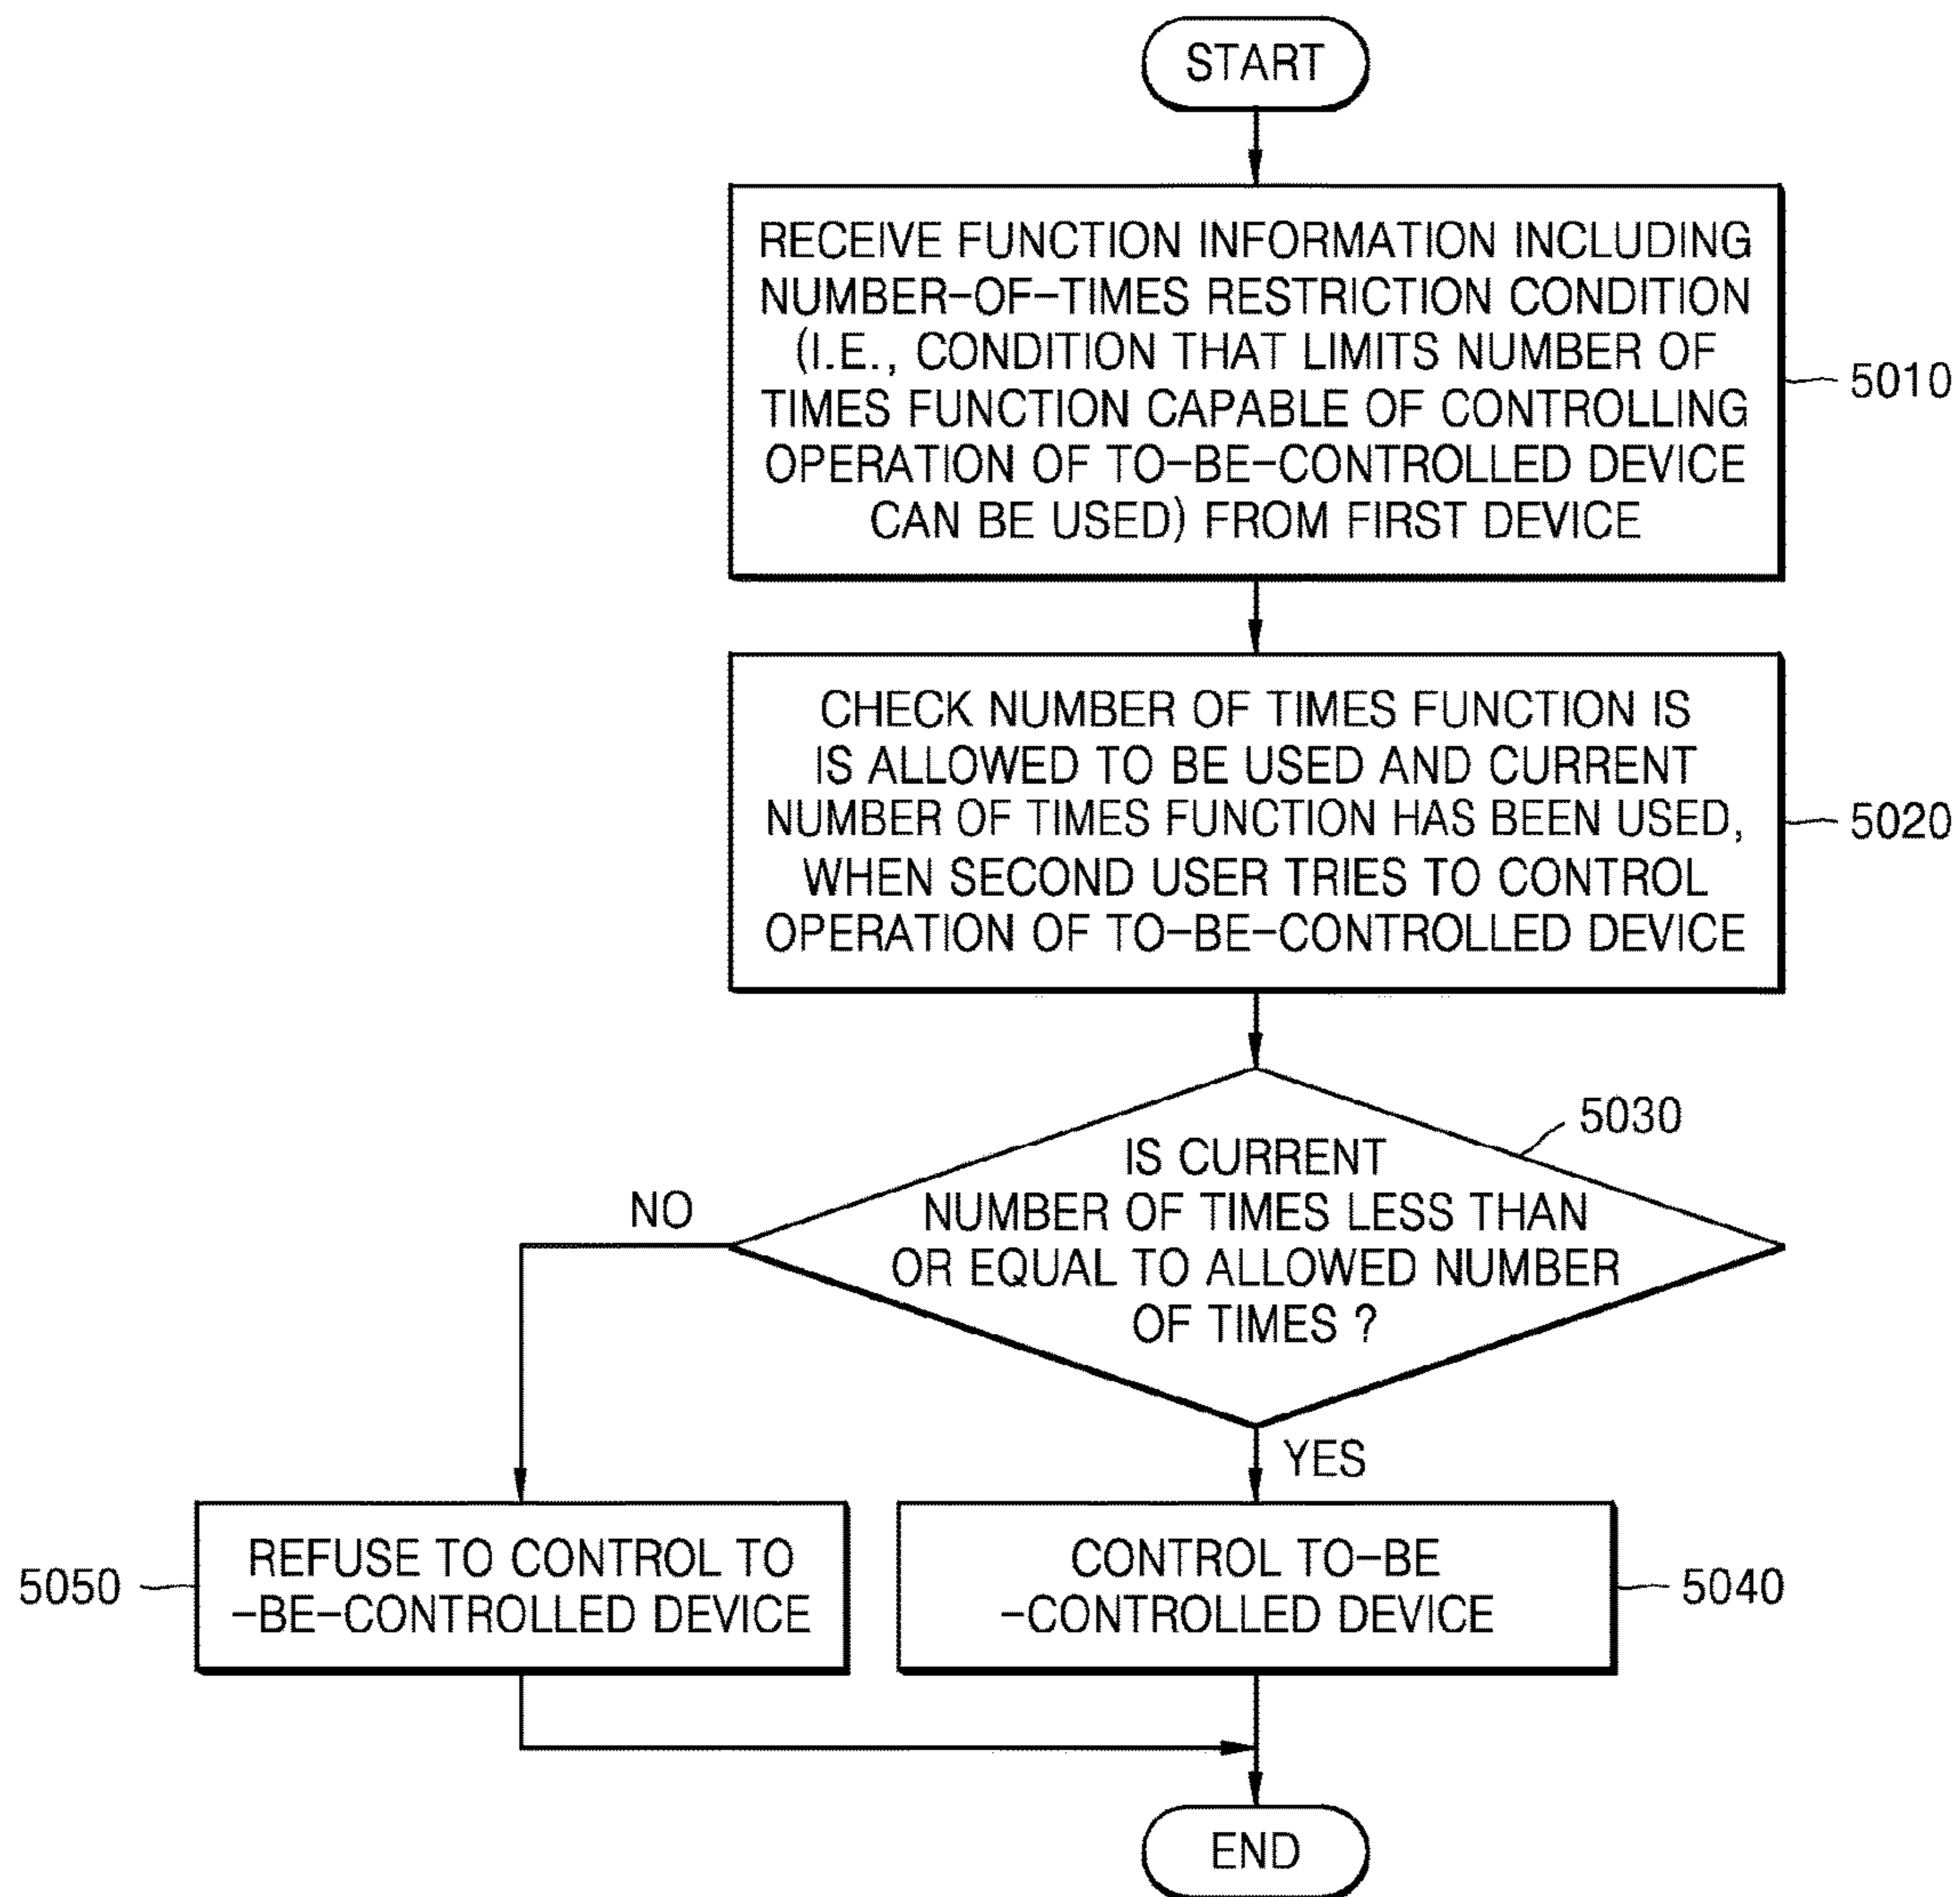 START
RECEIVE FUNCTION INFORMATION INCLUDING
NUMBER-OF-TIMES RESTRICTION CONDITION
(I.E., CONDITION THAT LIMITS NUMBER OF
TIMES FUNCTION CAPABLE OF CONTROLLING
OPERATION OF TO-BE-CONTROLLED DEVICE
CAN BE USED) FROM FIRST DEVICE
5010
CHECK NUMBER OF TIMES FUNCTION IS
IS ALLOWED TO BE USED AND CURRENT
NUMBER OF TIMES FUNCTION HAS BEEN USED,
WHEN SECOND USER TRIES TO CONTROL
OPERATION OF TO-BE-CONTROLLED DEVICE
5020
5030
IS CURRENT
NUMBER OF TIMES LESS THAN
OR EQUAL TO ALLOWED NUMBER
OF TIMES ?
NO
YES
5050
REFUSE TO CONTROL TO
-BE-CONTROLLED DEVICE
CONTROL TO-BE
-CONTROLLED DEVICE
5040
END